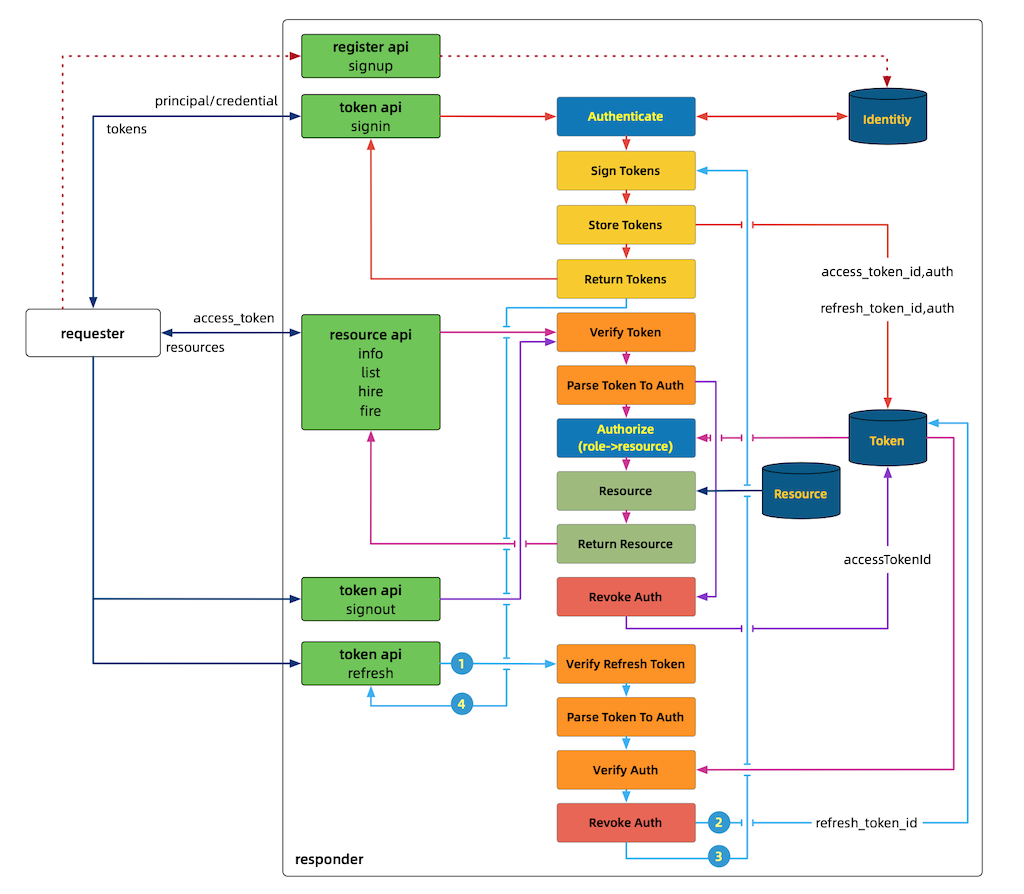 register api
signup
principal/credential
tokens
token api
signin
Authenticate
Identitiy
Sign Tokens
Store Tokens
Return Tokens
access_token_id,auth
refresh_token_id,auth
requester
access_token
resources
resource api
info
list
hire
fire
Verify Token
Parse Token To Auth
Authorize
(role->resource)
Token
Resource
Resource
Return Resource
accessTokenId
token api
signout
Revoke Auth
token api
refresh
1
4
Verify Refresh Token
Parse Token To Auth
Verify Auth
Revoke Auth
2
refresh_token_id
3
responder